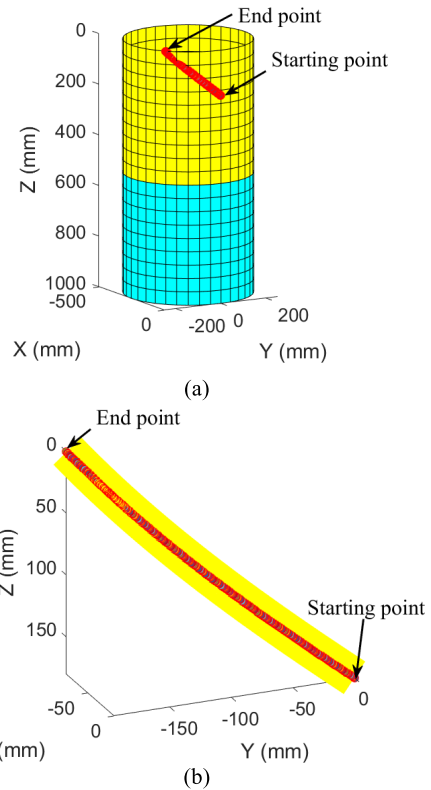 End point
Starting point
0
200
400
600
800
1000
Z (mm)
-500
0
X (mm)
-200
0
200
Y (mm)
(a)
End point
0
50
100
150
Z (mm)
Starting point
-50
0
(mm)
-150
-100
-50
0
Y (mm)
(b)